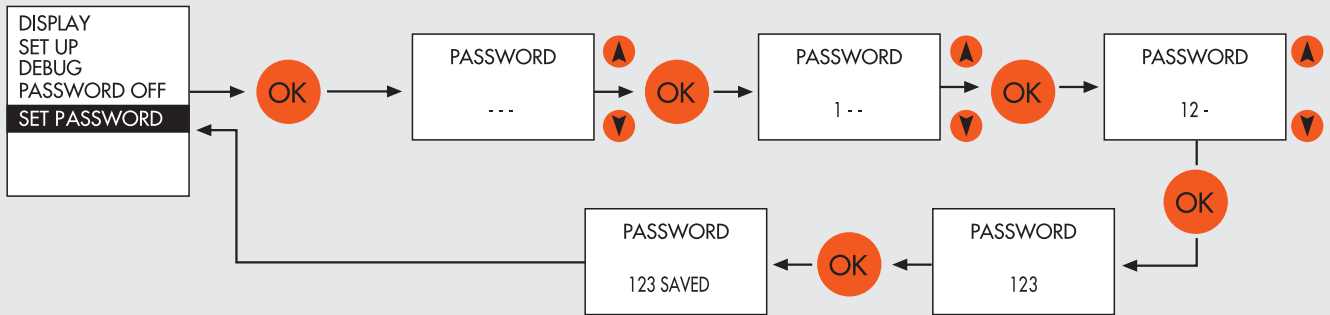 DISPLAY
SET UP
DEBUG
PASSWORD OFF
SET PASSWORD
OK
PASSWORD
- - -
OK
PASSWORD
1 - -
OK
PASSWORD
12 -
OK
PASSWORD
123
OK
PASSWORD
123 SAVED